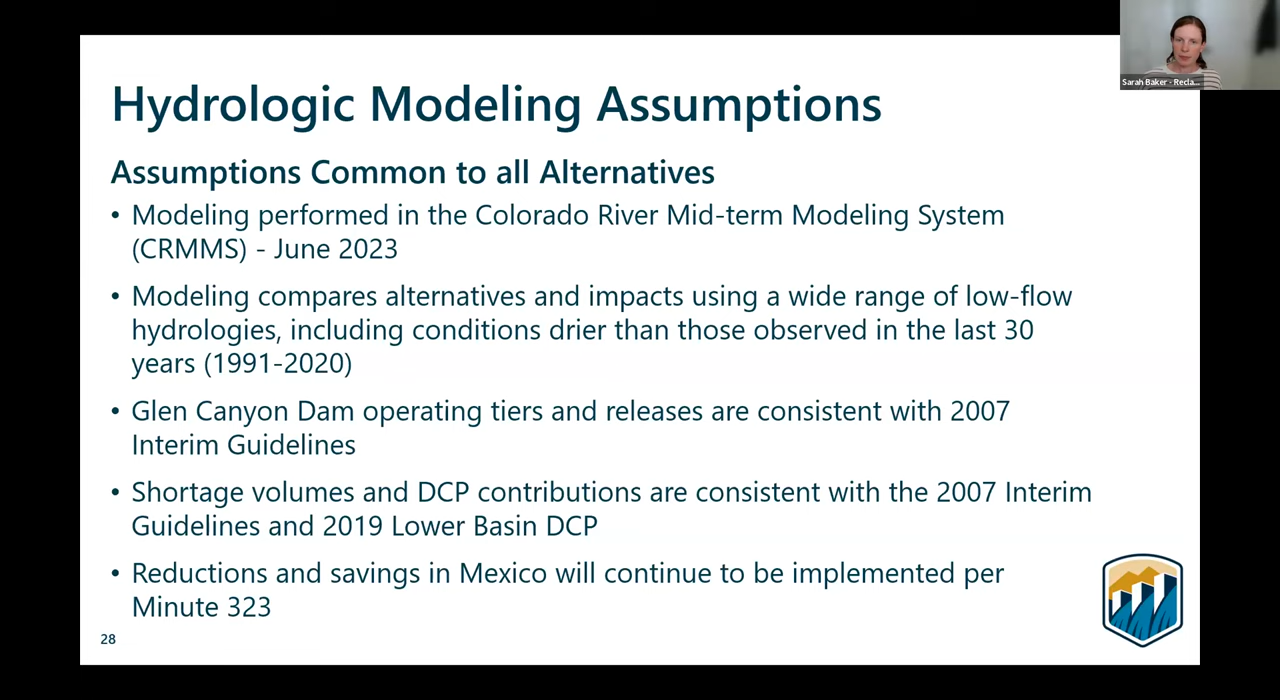 Sarah Baker - Recla...
Hydrologic Modeling Assumptions
Assumptions Common to all Alternatives
• Modeling performed in the Colorado River Mid-term Modeling System
(CRMMS) - June 2023
• Modeling compares alternatives and impacts using a wide range of low-flow
hydrologies, including conditions drier than those observed in the last 30
years (1991-2020)
• Glen Canyon Dam operating tiers and releases are consistent with 2007
Interim Guidelines
• Shortage volumes and DCP contributions are consistent with the 2007 Interim
Guidelines and 2019 Lower Basin DCP
• Reductions and savings in Mexico will continue to be implemented per
Minute 323
28